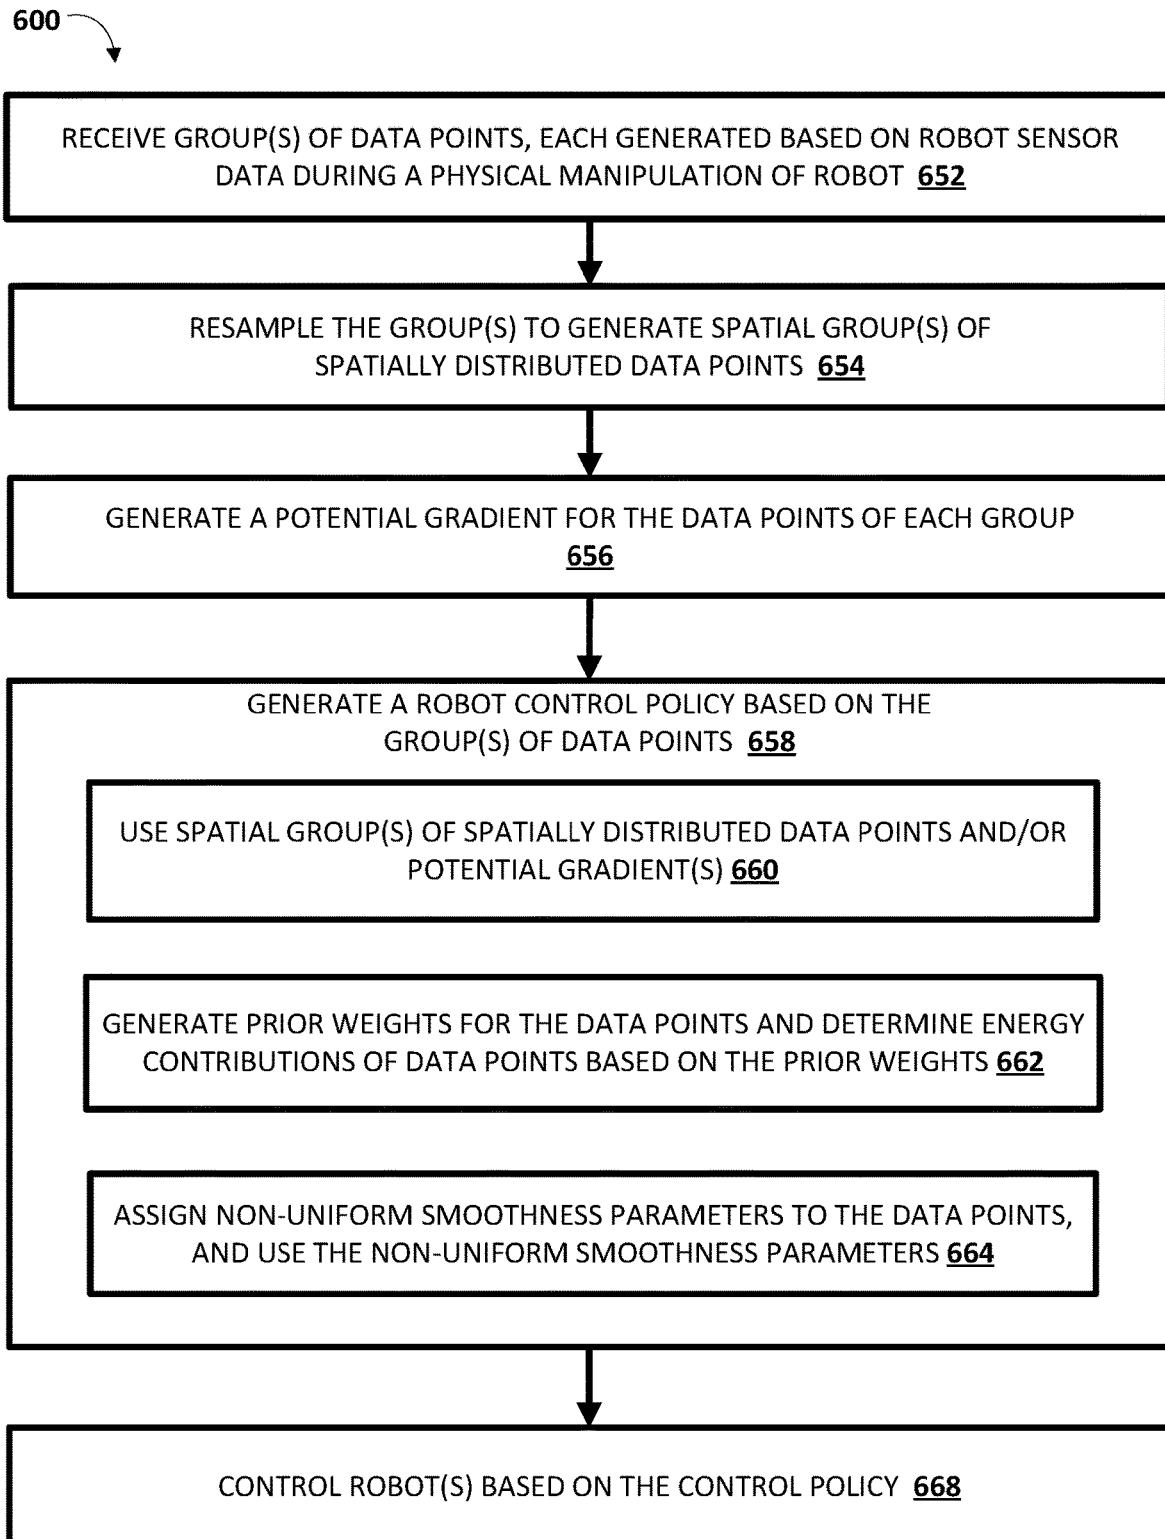 600
RECEIVE GROUP(S) OF DATA POINTS, EACH GENERATED BASED ON ROBOT SENSOR
DATA DURING A PHYSICAL MANIPULATION OF ROBOT 652
RESAMPLE THE GROUP(S) TO GENERATE SPATIAL GROUP(S) OF
SPATIALLY DISTRIBUTED DATA POINTS 654
GENERATE A POTENTIAL GRADIENT FOR THE DATA POINTS OF EACH GROUP
656
GENERATE A ROBOT CONTROL POLICY BASED ON THE
GROUP(S) OF DATA POINTS 658
USE SPATIAL GROUP(S) OF SPATIALLY DISTRIBUTED DATA POINTS AND/OR
POTENTIAL GRADIENT(S) 660
GENERATE PRIOR WEIGHTS FOR THE DATA POINTS AND DETERMINE ENERGY
CONTRIBUTIONS OF DATA POINTS BASED ON THE PRIOR WEIGHTS 662
ASSIGN NON-UNIFORM SMOOTHNESS PARAMETERS TO THE DATA POINTS,
AND USE THE NON-UNIFORM SMOOTHNESS PARAMETERS 664
CONTROL ROBOT(S) BASED ON THE CONTROL POLICY 668